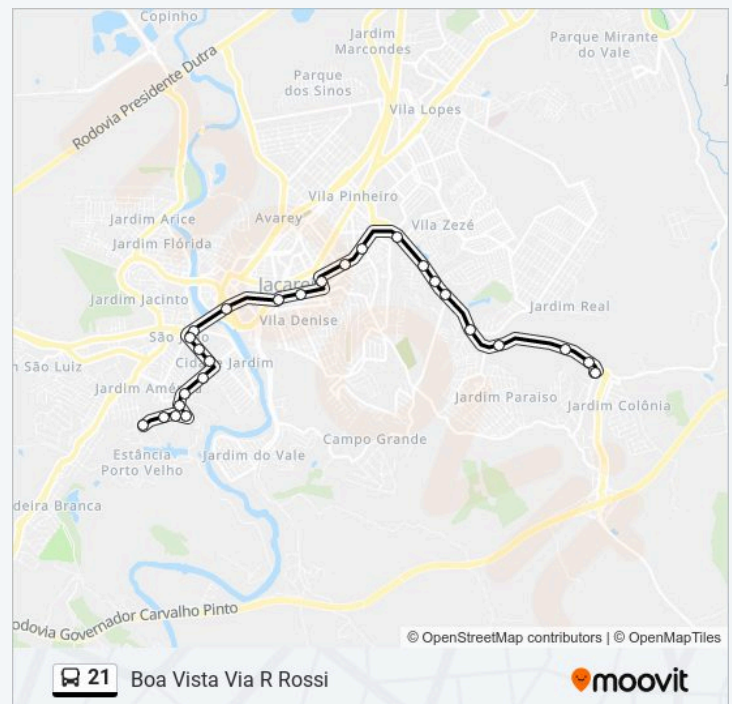 Copinho
Jardim
Marcondes
Parque Mirante
do Vale
Rodovia Presidente Dutra
Parque
dos Sinos
Vila Lopes
Vila Pinheiro
Jardim Arice
Avarey
Vila Zezé
Jardim Flórida
Jacare
Jardim Jacinto
Jardim Real
Vila Denise
São
Cidade Jardim
m São Luiz
Jardim América
Jardim Paraiso
Jardim Colônia
Campo Grande
Estância
Porto Velho
Jardim do Vale
deira Branca
Rodovia Governador Carvalho Pinto
© OpenStreetMap contributors | © OpenMapTiles
21 Boa Vista Via R Rossi
moovit